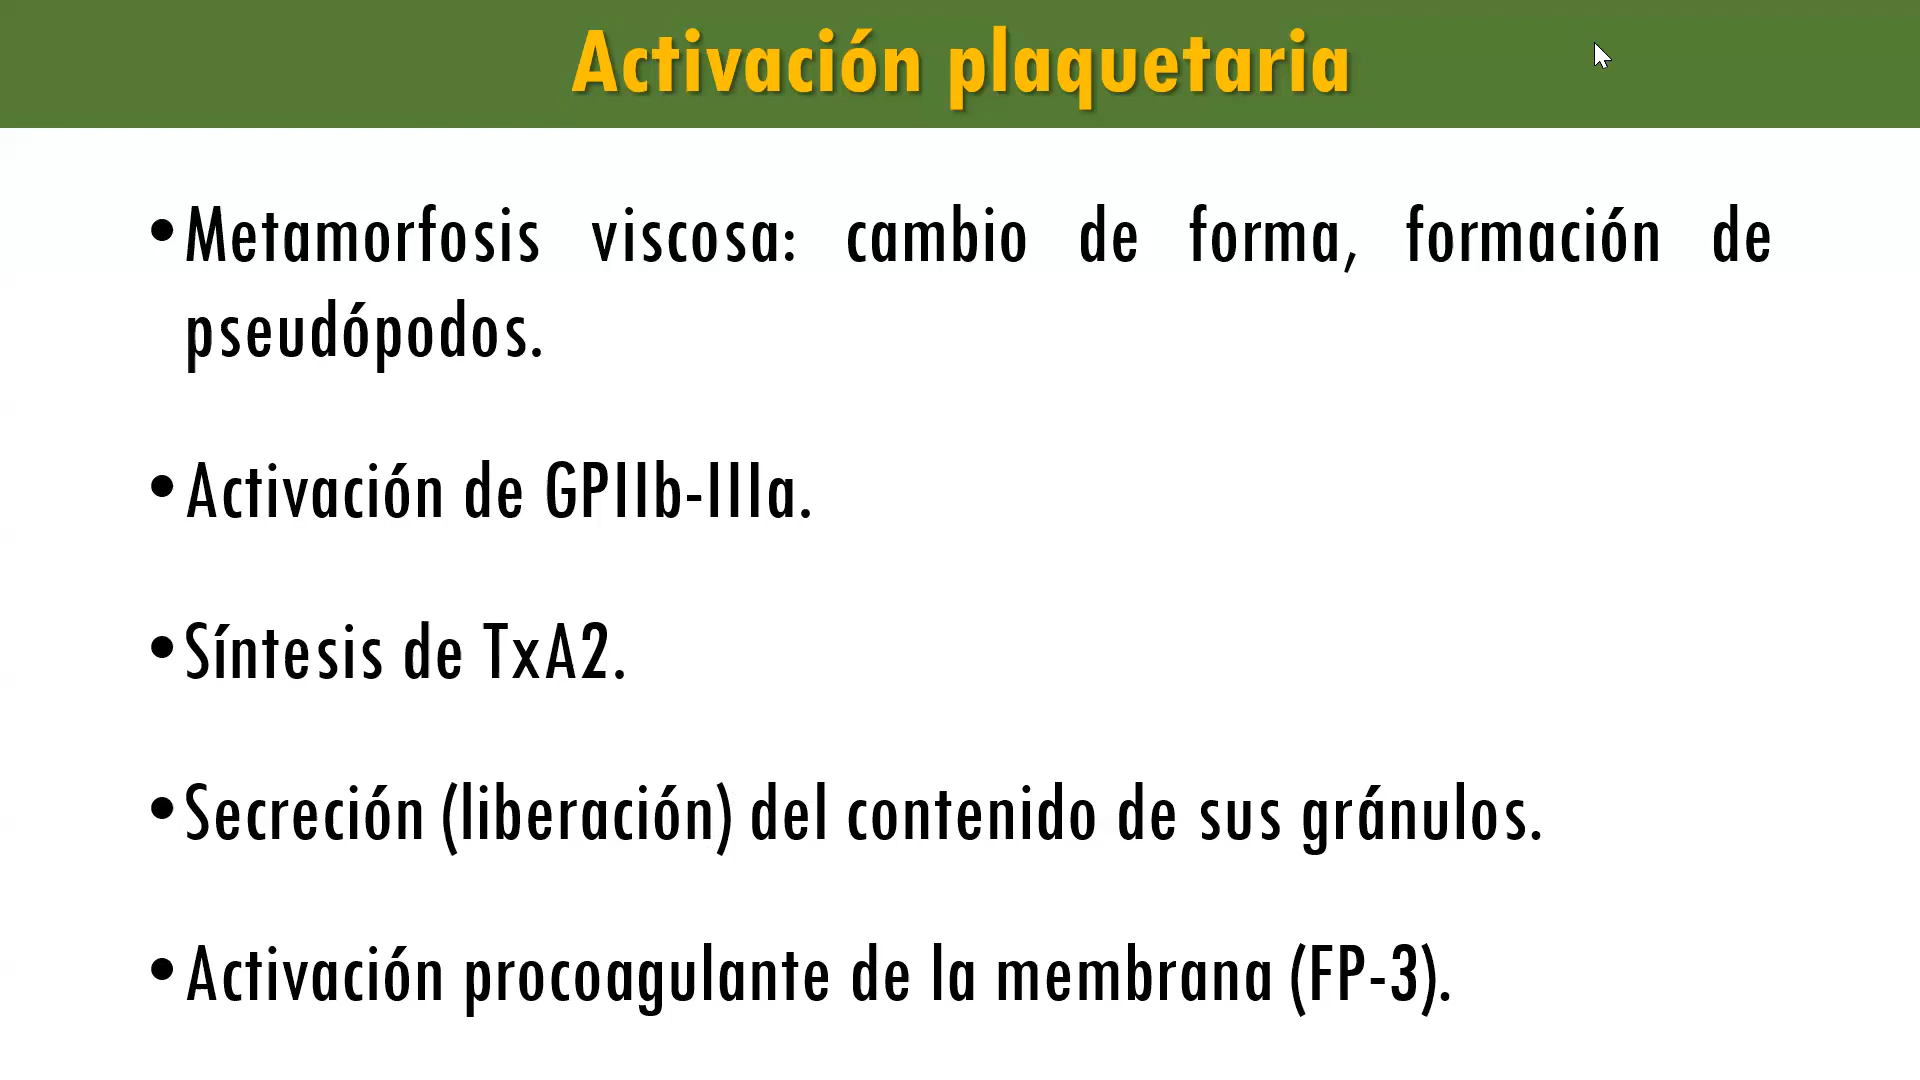 Activación plaquetaria
•Metamorfosis viscosa: cambio de forma, formación de
pseudópodos.
•Activación de GPIIb-IIIa.
•Síntesis de TxA2.
•Secreción (liberación) del contenido de sus gránulos.
•Activación procoagulante de la membrana (FP-3).